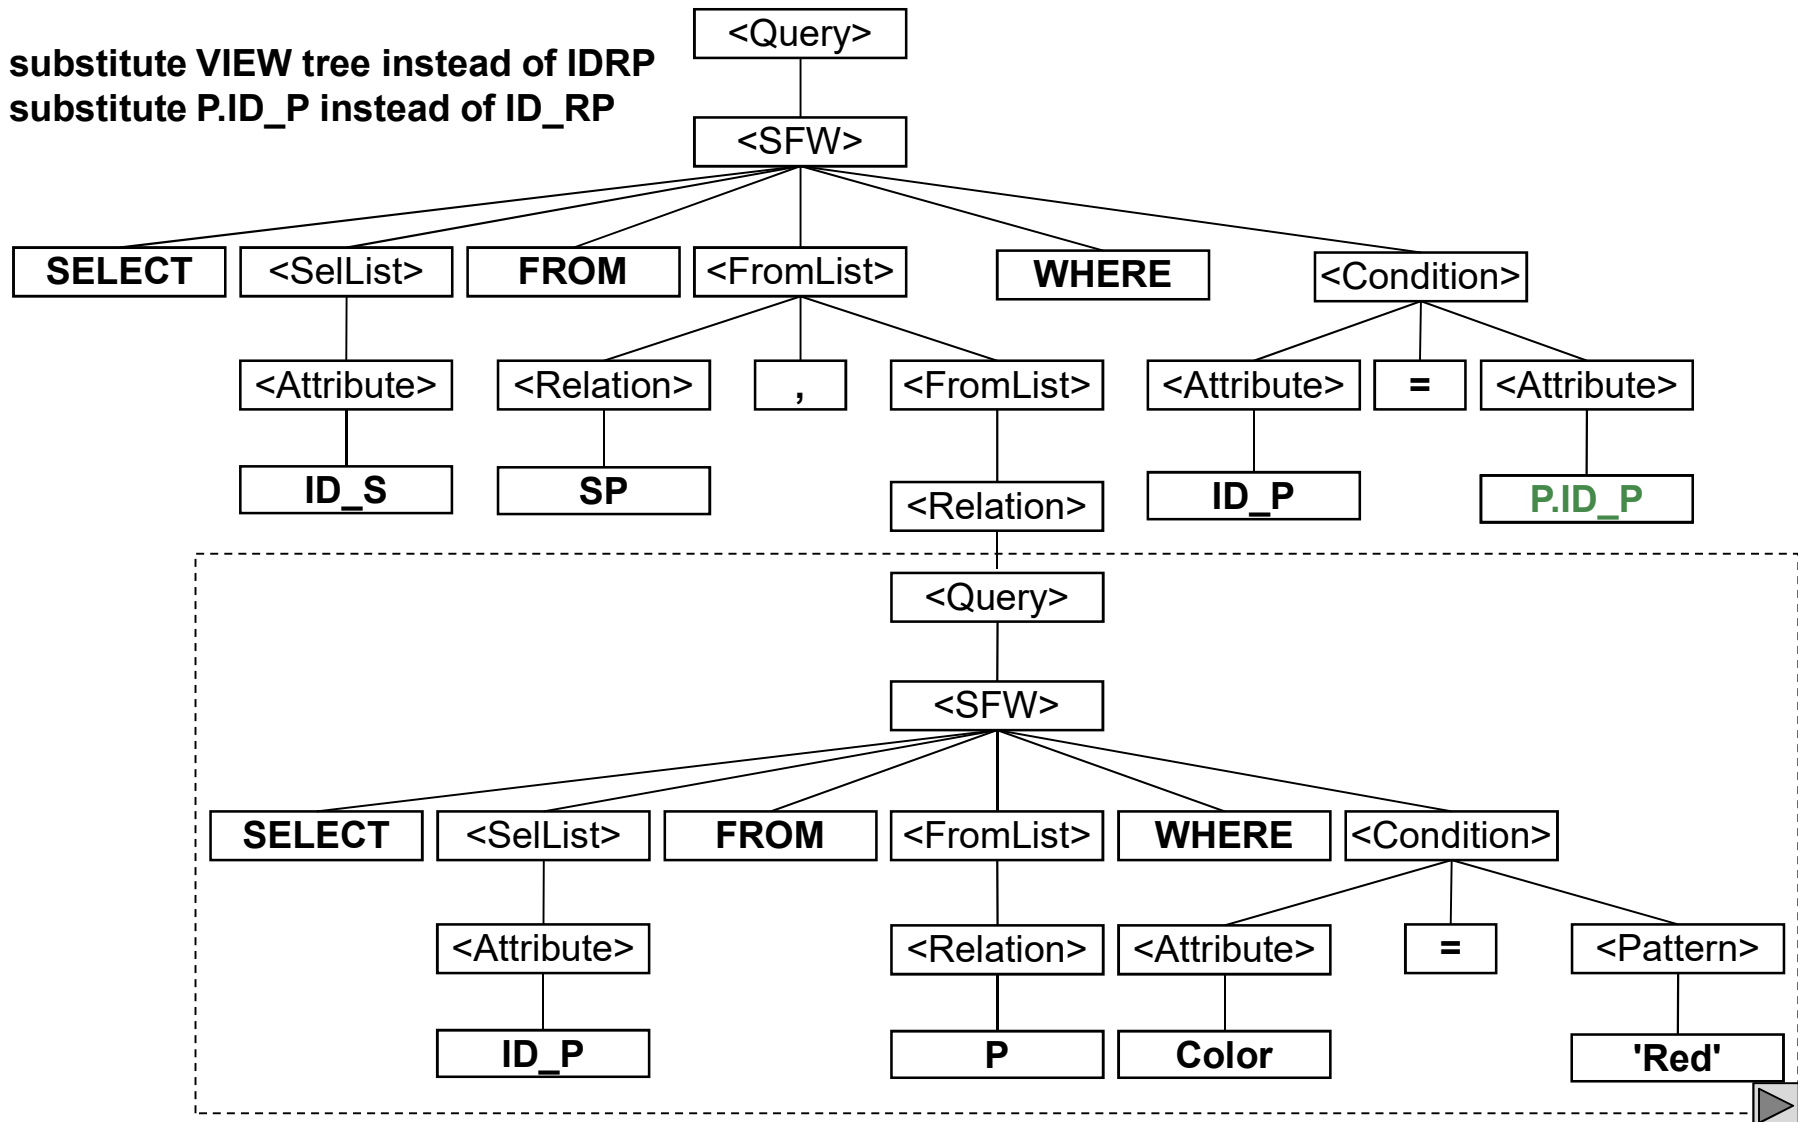 <Query>
substitute VIEW tree instead of IDRP
substitute P.ID_P instead of ID_RP
<SFW>
SELECT <SelList> FROM <FromList> WHERE <Condition>
<Attribute> <Relation> , <FromList> <Attribute> = <Attribute>
ID_S SP <Relation> ID_P P.ID_P
<Query>
<SFW>
SELECT <SelList> FROM <FromList> WHERE <Condition>
<Attribute> <Relation> <Attribute> = <Pattern>
ID_P P Color 'Red'